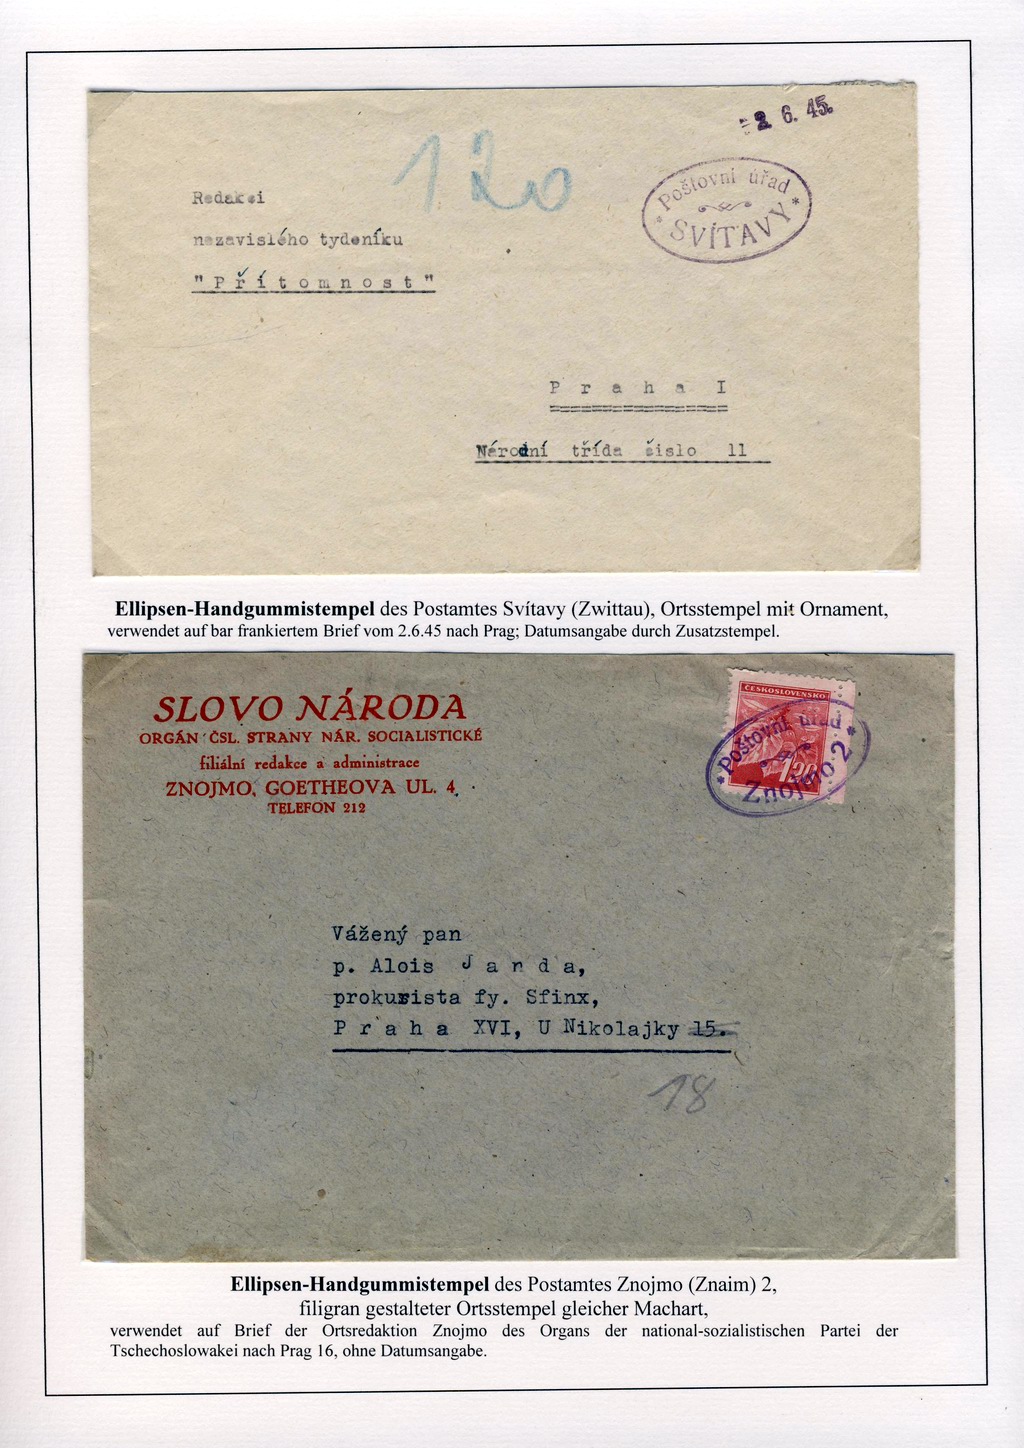 2. 6. 45.
120
Poštovní úřad
* SVÍTAVY *
Redakci
nezavislého tydeníku
"Přítomnost"
Praha I
Národní třída číslo 11
Ellipsen-Handgummistempel des Postamtes Svítavy (Zwittau), Ortsstempel mit Ornament,
verwendet auf bar frankiertem Brief vom 2.6.45 nach Prag; Datumsangabe durch Zusatzstempel.
SLOVO NÁRODA
ORGÁN ČSL. STRANY NÁR. SOCIALISTICKÉ
filiální redakce a administrace
ZNOJMO, GOETHEOVA UL. 4.
TELEFON 212
ČESKOSLOVENSKO
1.20
Poštovní úřad
* Znojmo 2 *
Vážený pan
p. Alois Janda,
prokurista fy. Sfinx,
Praha XVI, U Nikolajky 15.
18
Ellipsen-Handgummistempel des Postamtes Znojmo (Znaim) 2,
filigran gestalteter Ortsstempel gleicher Machart,
verwendet auf Brief der Ortsredaktion Znojmo des Organs der national-sozialistischen Partei der
Tschechoslowakei nach Prag 16, ohne Datumsangabe.